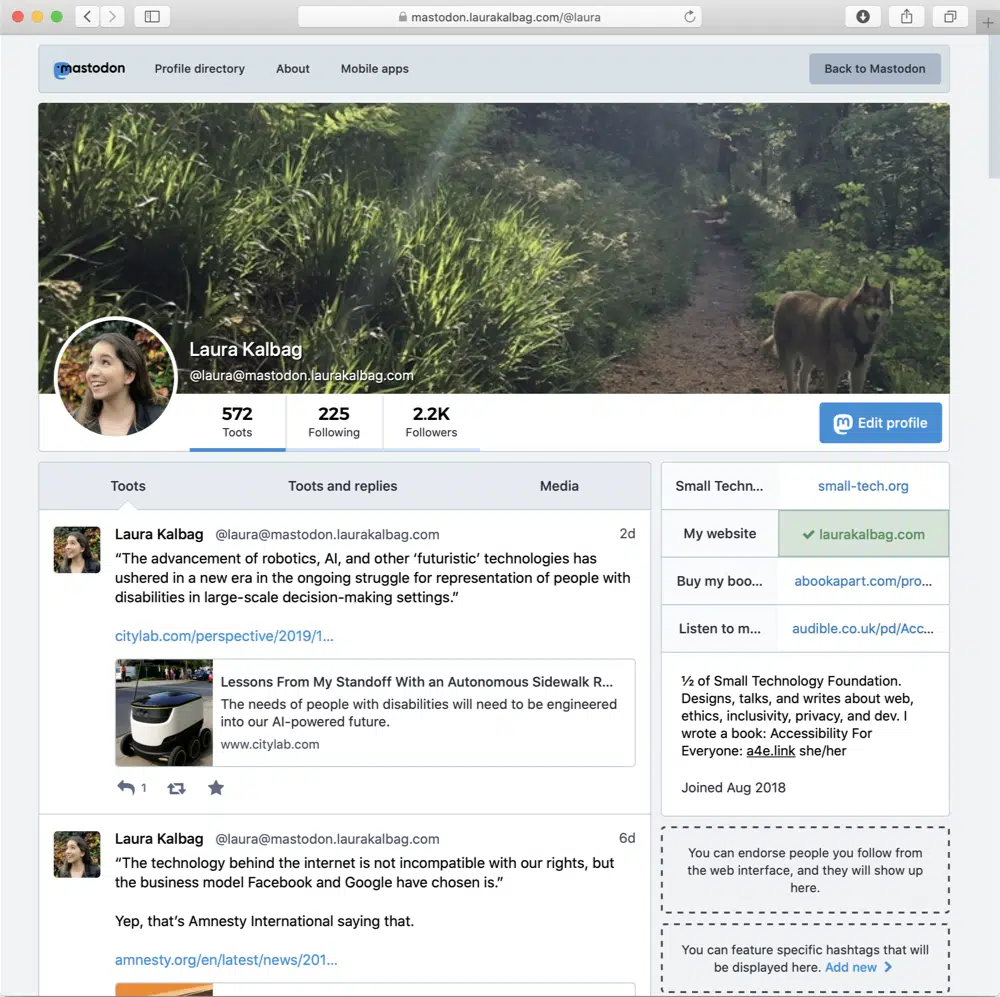 mastodon.laurakalbag.com/@laura
mastodon Profile directory About Mobile apps Back to Mastodon
Laura Kalbag
@laura@mastodon.laurakalbag.com
572 225 2.2K
Toots Following Followers
Edit profile
Toots Toots and replies Media
Laura Kalbag @laura@mastodon.laurakalbag.com 2d
“The advancement of robotics, AI, and other ‘futuristic’ technologies has
ushered in a new era in the ongoing struggle for representation of people with
disabilities in large-scale decision-making settings.”
citylab.com/perspective/2019/1...
Lessons From My Standoff With an Autonomous Sidewalk R...
The needs of people with disabilities will need to be engineered
into our AI-powered future.
www.citylab.com
1
Laura Kalbag @laura@mastodon.laurakalbag.com 6d
“The technology behind the internet is not incompatible with our rights, but
the business model Facebook and Google have chosen is.”
Yep, that’s Amnesty International saying that.
amnesty.org/en/latest/news/201...
Small Techn... small-tech.org
My website laurakalbag.com
Buy my boo... abookapart.com/pro...
Listen to m... audible.co.uk/pd/Acc...
½ of Small Technology Foundation.
Designs, talks, and writes about web,
ethics, inclusivity, privacy, and dev. I
wrote a book: Accessibility For
Everyone: a4e.link she/her
Joined Aug 2018
You can endorse people you follow from
the web interface, and they will show up
here.
You can feature specific hashtags that will
be displayed here. Add new